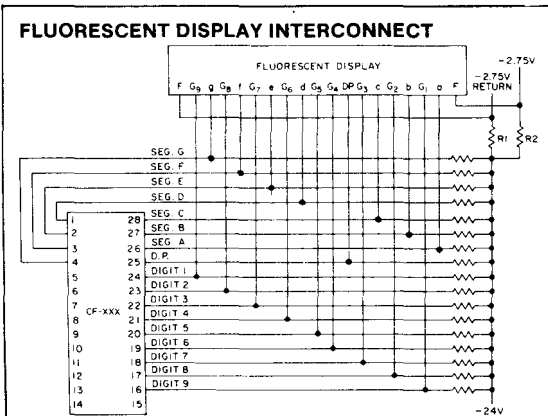 FLUORESCENT DISPLAY INTERCONNECT
FLUORESCENT DISPLAY
F G9 g G8 f G7 e G6 d G5 G4 DP G3 c G2 b G1 a F
-2.75V
-2.75V
RETURN
R1 R2
SEG. G
SEG. F
SEG. E
SEG. D
1 28 SEG. C
2 27 SEG. B
3 26 SEG A
4 25 D.P.
5 24 DIGIT 1
6 23 DIGIT 2
7 22 DIGIT 3
CF-XXX
8 21 DIGIT 4
9 20 DIGIT 5
10 19 DIGIT 6
11 18 DIGIT 7
12 17 DIGIT 8
13 16 DIGIT 9
14 15
-24V